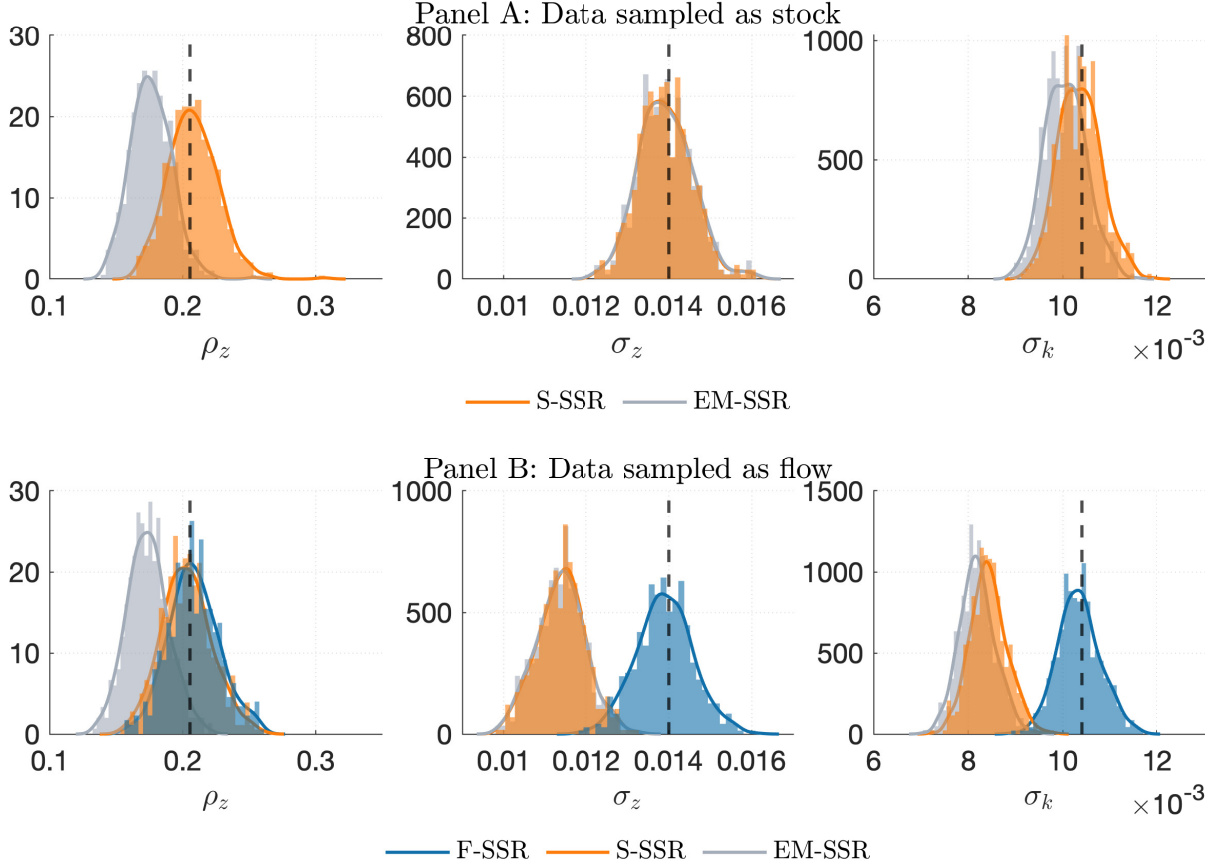 Panel A: Data sampled as stock
30
20
10
0
0.1 0.2 0.3
ρz
800
600
400
200
0
0.01 0.012 0.014 0.016
σz
1000
500
0
6 8 10 12
σk ×10-3
S-SSR EM-SSR
Panel B: Data sampled as flow
30
20
10
0
0.1 0.2 0.3
ρz
1000
500
0
0.01 0.012 0.014 0.016
σz
1500
1000
500
0
6 8 10 12
σk ×10-3
F-SSR S-SSR EM-SSR